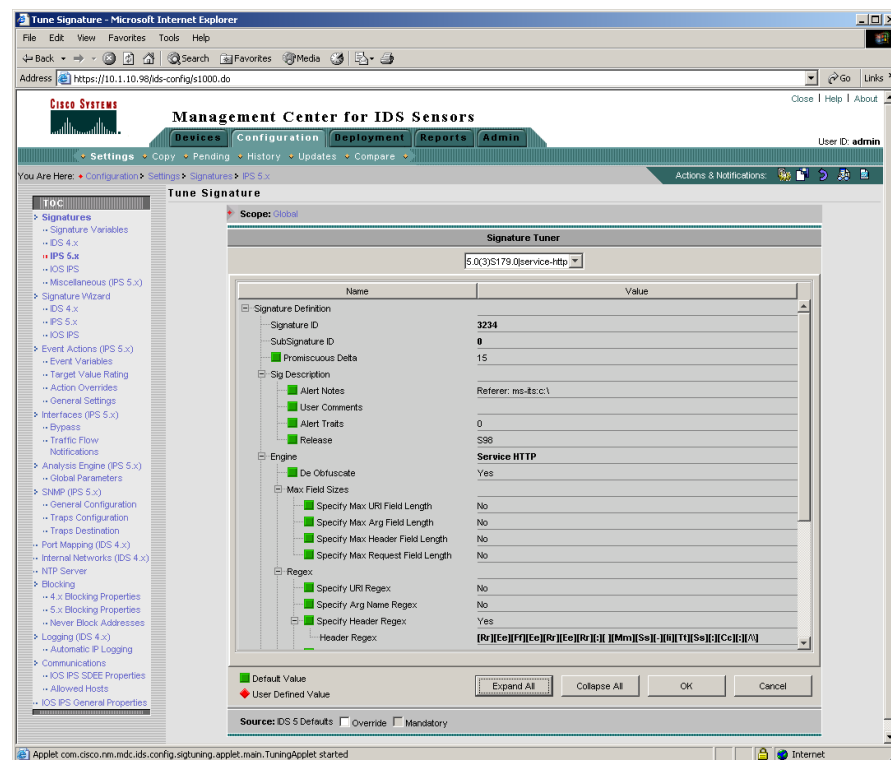 Tune Signature - Microsoft Internet Explorer
File Edit View Favorites Tools Help
Back Search Favorites Media
Address https://10.1.10.98/ids-config/s1000.do Go Links
CISCO SYSTEMS
Close | Help | About
Management Center for IDS Sensors
Devices Configuration Deployment Reports Admin
User ID: admin
Settings Copy Pending History Updates Compare
You Are Here: Configuration > Settings > Signatures > IPS 5.x
Actions & Notifications:
Tune Signature
TOC
Signatures
Signature Variables
IDS 4.x
IPS 5.x
IOS IPS
Miscellaneous (IPS 5.x)
Signature Wizard
IDS 4.x
IPS 5.x
IOS IPS
Event Actions (IPS 5.x)
Event Variables
Target Value Rating
Action Overrides
General Settings
Interfaces (IPS 5.x)
Bypass
Traffic Flow
Notifications
Analysis Engine (IPS 5.x)
Global Parameters
SNMP (IPS 5.x)
General Configuration
Traps Configuration
Traps Destination
Port Mapping (IDS 4.x)
Internal Networks (IDS 4.x)
NTP Server
Blocking
4.x Blocking Properties
5.x Blocking Properties
Never Block Addresses
Logging (IDS 4.x)
Automatic IP Logging
Communications
IOS IPS SDEE Properties
Allowed Hosts
IOS IPS General Properties
Scope: Global
Signature Tuner
5.0(3)S179.0|service-http
Name Value
Signature Definition
Signature ID 3234
SubSignature ID 0
Promiscuous Delta 15
Sig Description
Alert Notes Referer: ms-its:c:\
User Comments
Alert Traits 0
Release S98
Engine Service HTTP
De Obfuscate Yes
Max Field Sizes
Specify Max URI Field Length No
Specify Max Arg Field Length No
Specify Max Header Field Length No
Specify Max Request Field Length No
Regex
Specify URI Regex No
Specify Arg Name Regex No
Specify Header Regex Yes
Header Regex [Rr][Ee][Ff][Ee][Rr][Ee][Rr][:][ ][Mm][Ss][-][Ii][Tt][Ss][:][Cc][:][/\\]
Default Value
User Defined Value
Expand All Collapse All OK Cancel
Source: IDS 5 Defaults Override Mandatory
Applet com.cisco.nm.mdc.ids.config.sigtuning.applet.main.TuningApplet started Internet